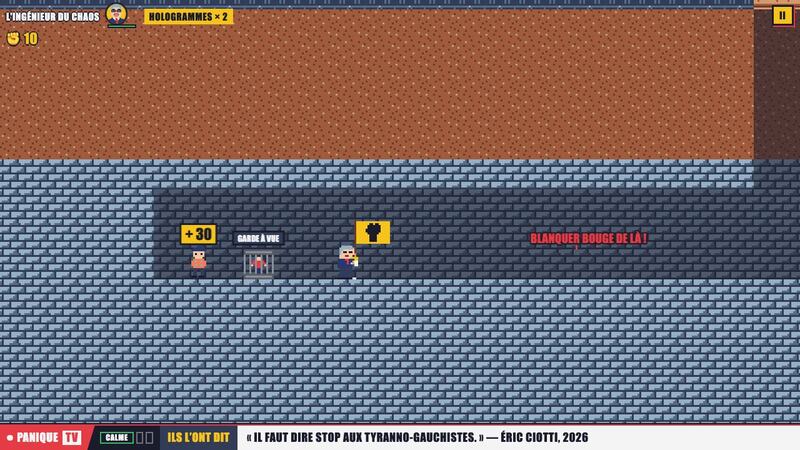 L'INGÉNIEUR DU CHAOS
HOLOGRAMMES × 2
10
+ 30
GARDE À VUE
BLANQUER BOUGE DE LÀ !
PANIQUE TV
CALME
ILS L'ONT DIT
« IL FAUT DIRE STOP AUX TYRANNO-GAUCHISTES. » — ÉRIC CIOTTI, 2026